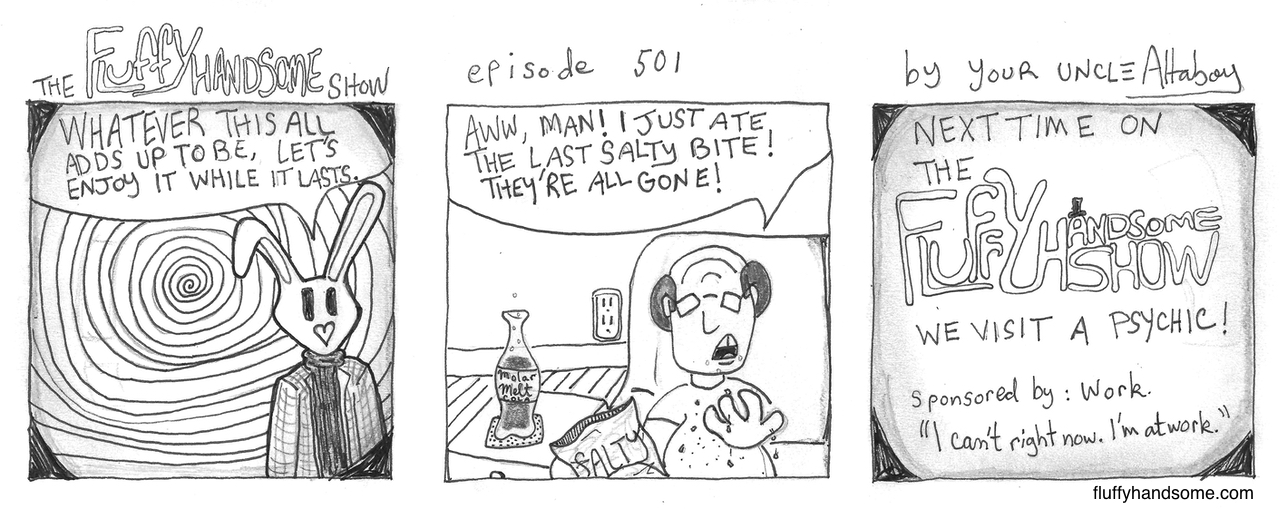 THE FLUFFY HANDSOME SHOW
episode 501
by YOUR UNCLE Attaboy
WHATEVER THIS ALL
ADDS UP TO BE, LET'S
ENJOY IT WHILE IT LASTS.
AWW, MAN! I JUST ATE
THE LAST SALTY BITE!
THEY'RE ALL GONE!
Molar
Melt
SALTY
NEXT TIME ON
THE
FLUFFY HANDSOME
SHOW
WE VISIT A PSYCHIC!
sponsored by: Work.
"I can't right now. I'm at work."
fluffyhandsome.com